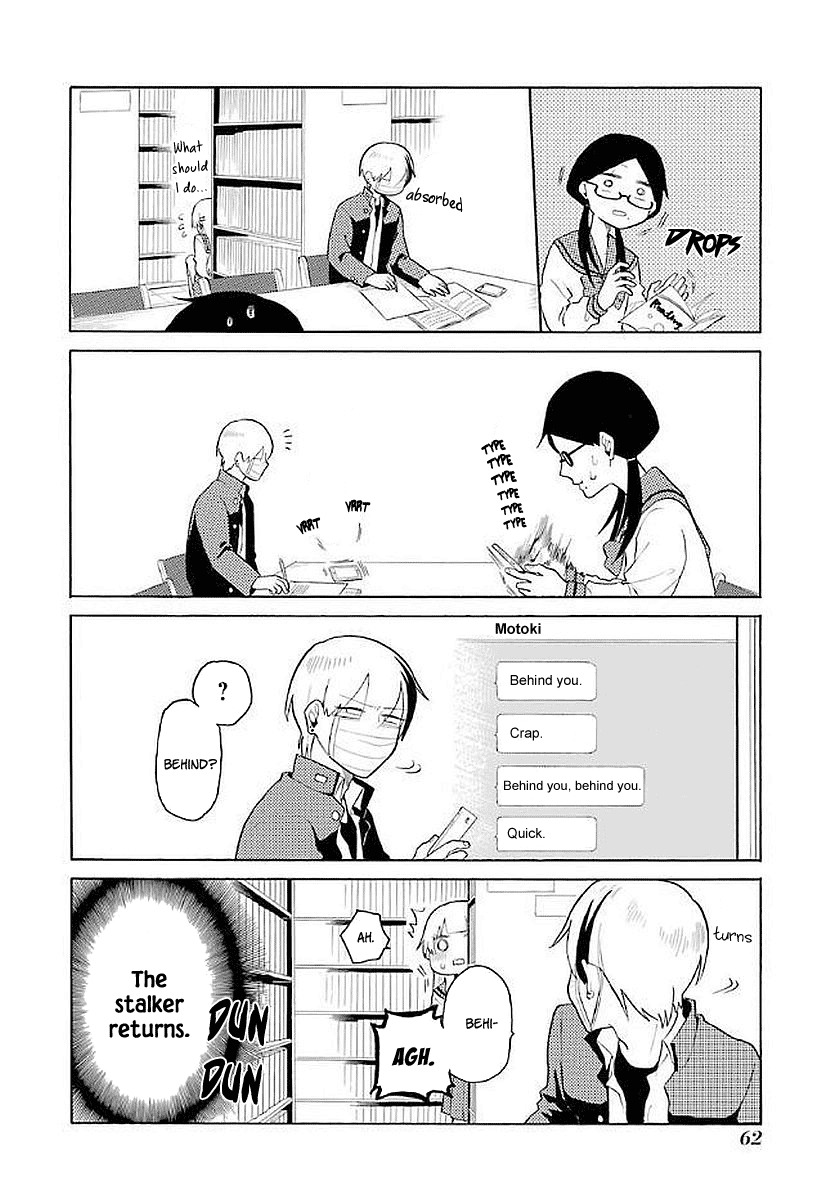 DROPS
Reading
absorbed
What
should
I do...
TYPE
TYPE
TYPE
TYPE
TYPE
TYPE
VRRT
VRRT
Motoki
Behind you.
Crap.
Behind you, behind you.
Quick.
?
BEHIND?
turns
BEHI-
AH.
AGH.
The
stalker
returns.
DUN
DUN
62